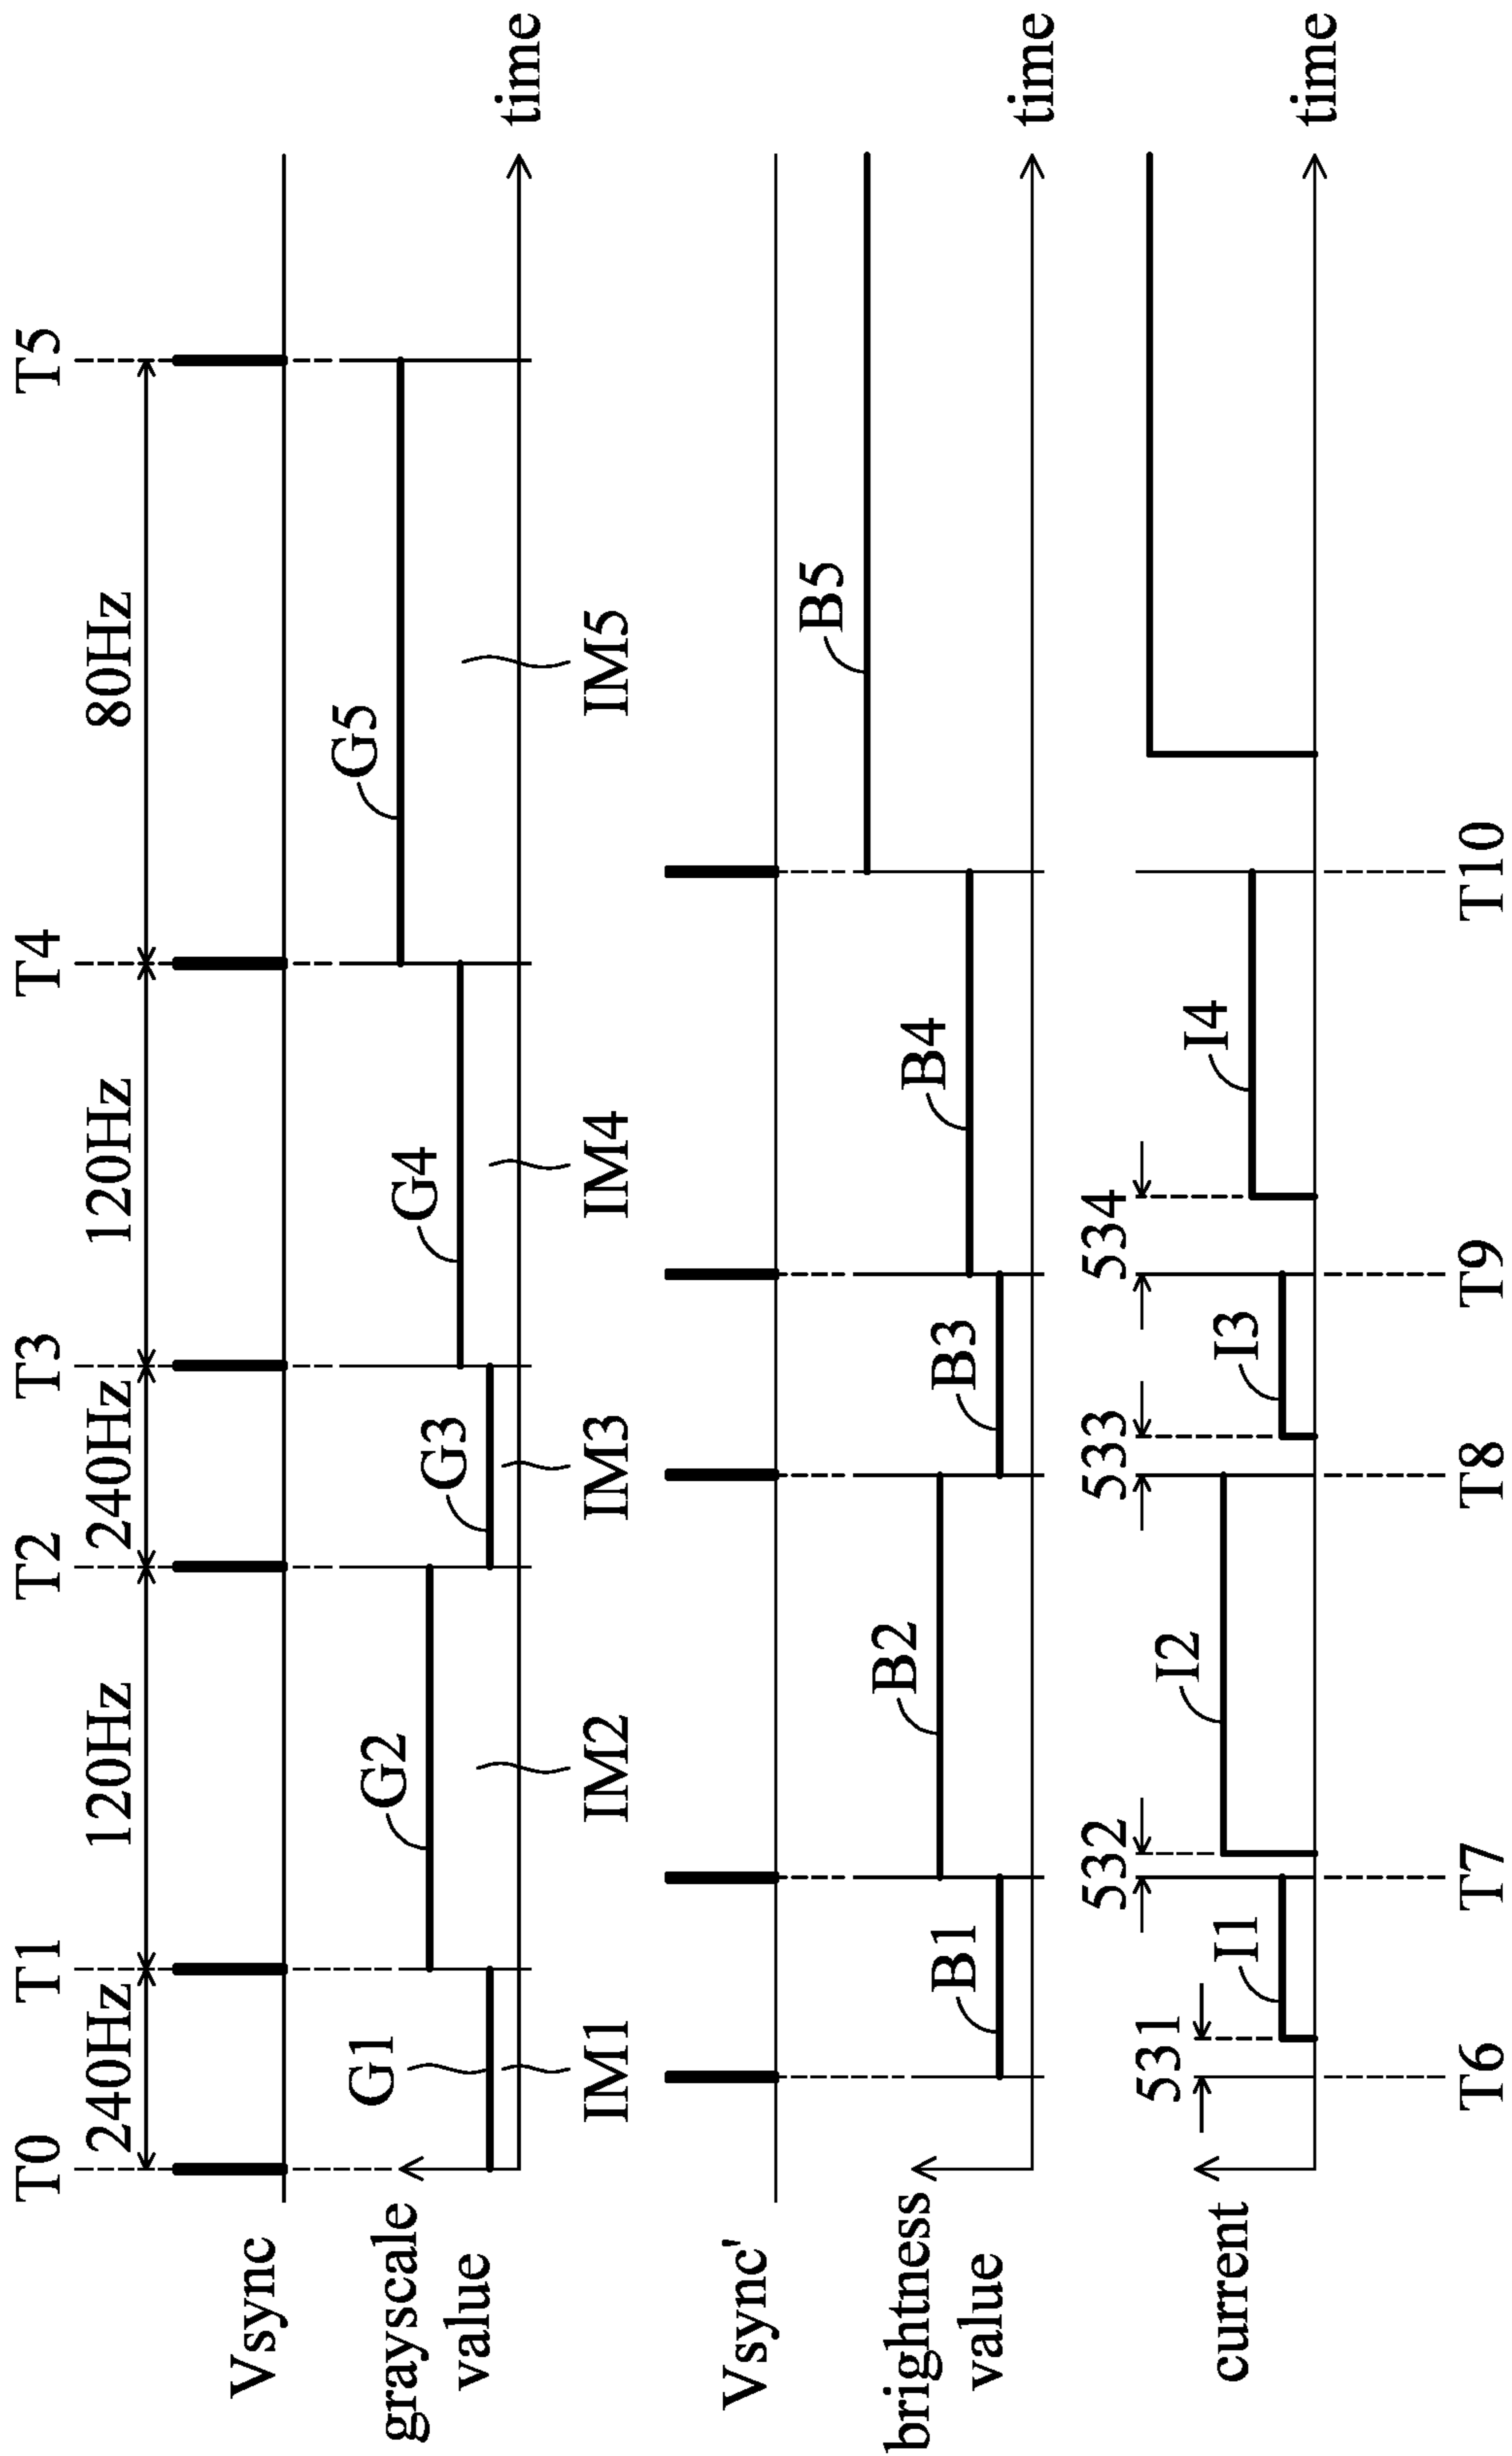 T0
T1
T2
T3
T4
T5
240Hz
120Hz
240Hz
120Hz
80Hz
Vsync
grayscale
value
G1
G2
G3
G4
G5
time
IM1
IM2
IM3
IM4
IM5
Vsync'
brightness
value
B1
B2
B3
B4
B5
time
current
531
532
533
534
I1
I2
I3
I4
time
T6
T7
T8
T9
T10